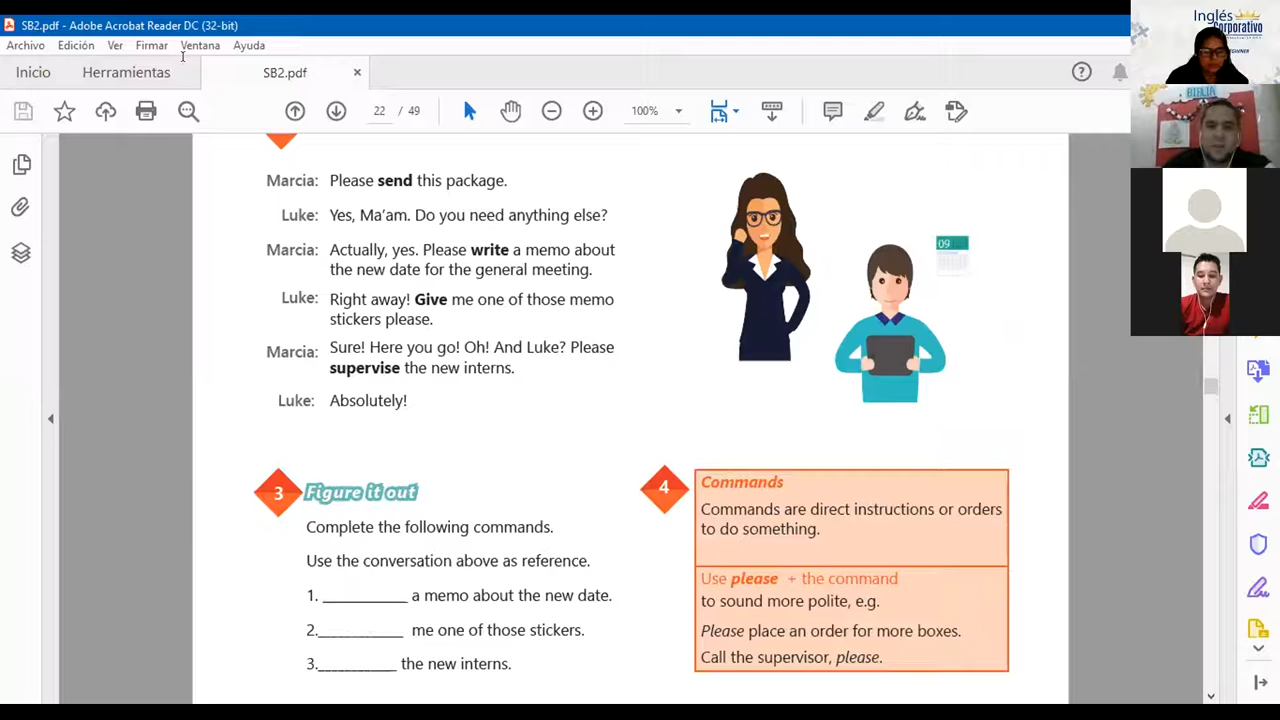 SB2.pdf - Adobe Acrobat Reader DC (32-bit)
Archivo Edición Ver Firmar Ventana Ayuda
Inicio Herramientas SB2.pdf
22 / 49 100%
Marcia: Please send this package.
Luke: Yes, Ma'am. Do you need anything else?
Marcia: Actually, yes. Please write a memo about
the new date for the general meeting.
Luke: Right away! Give me one of those memo
stickers please.
Marcia: Sure! Here you go! Oh! And Luke? Please
supervise the new interns.
Luke: Absolutely!
09
3 Figure it out
Complete the following commands.
Use the conversation above as reference.
1. __________ a memo about the new date.
2.__________ me one of those stickers.
3.__________ the new interns.
4 Commands
Commands are direct instructions or orders
to do something.
Use please + the command
to sound more polite, e.g.
Please place an order for more boxes.
Call the supervisor, please.
Inglés
Corporativo
BIBLIA